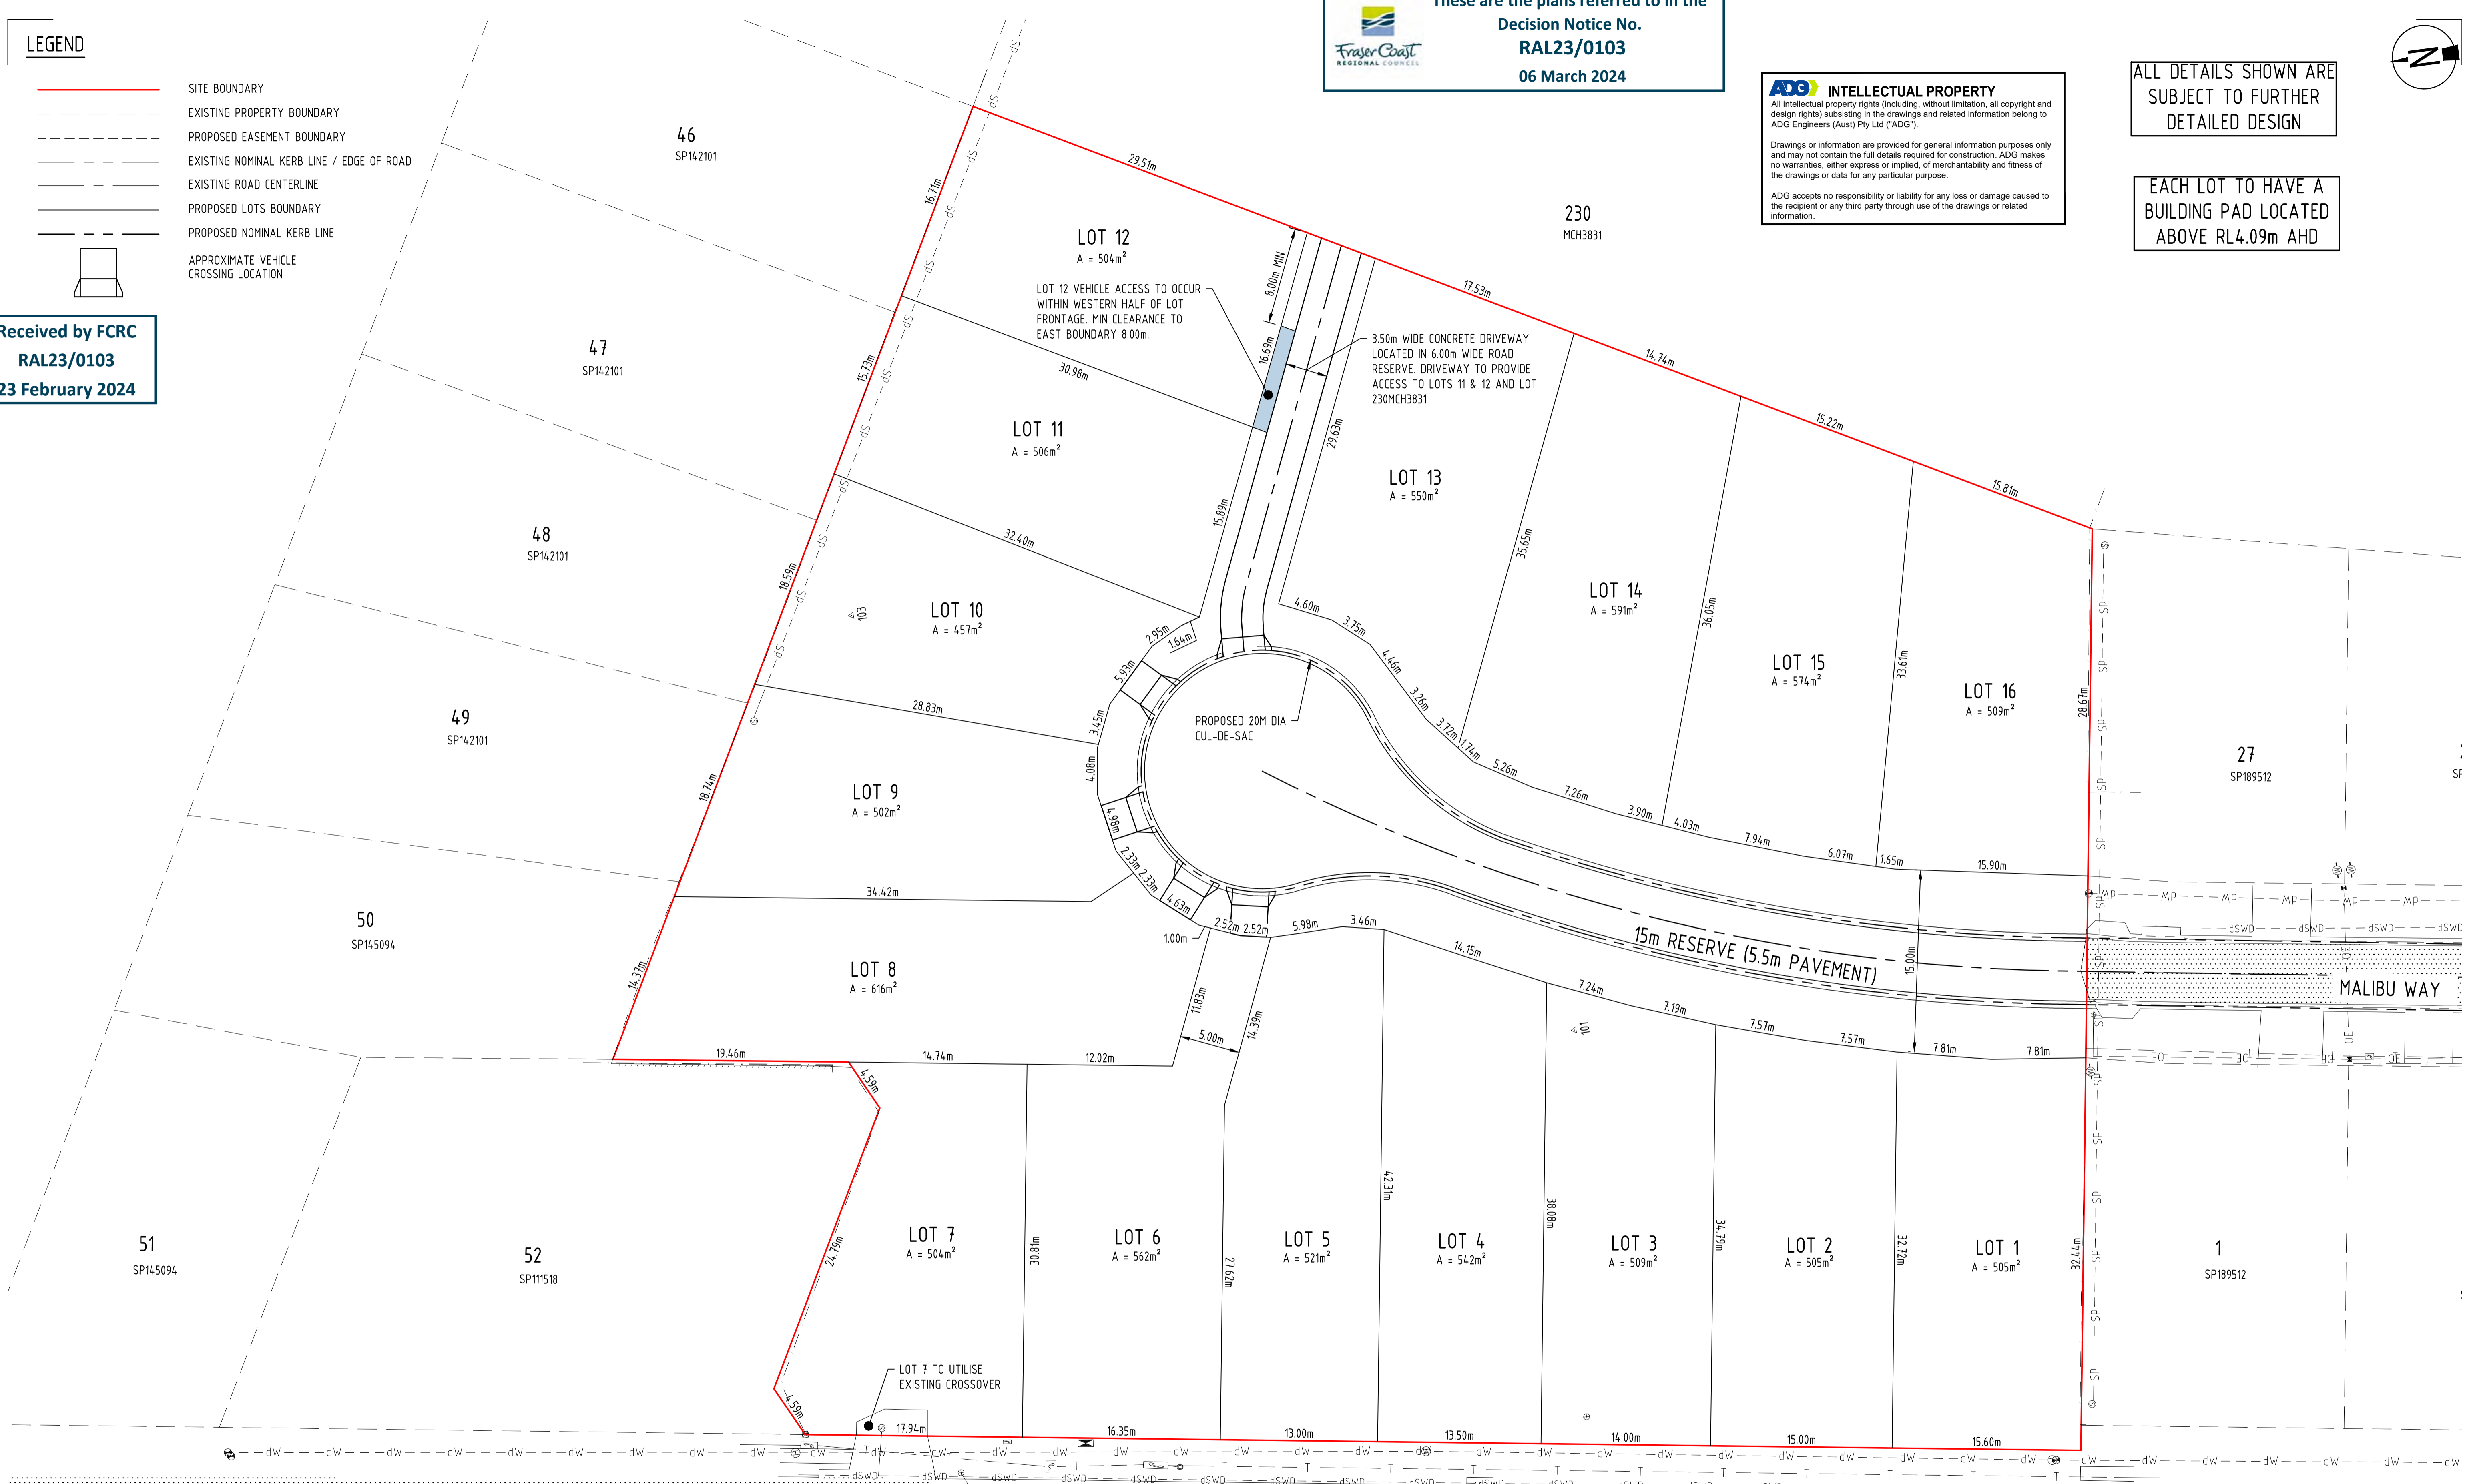 LEGEND
SITE BOUNDARY
EXISTING PROPERTY BOUNDARY
PROPOSED EASEMENT BOUNDARY
EXISTING NOMINAL KERB LINE / EDGE OF ROAD
EXISTING ROAD CENTERLINE
PROPOSED LOTS BOUNDARY
PROPOSED NOMINAL KERB LINE
APPROXIMATE VEHICLE
CROSSING LOCATION
Received by FCRC
RAL23/0103
23 February 2024
These are the plans referred to in the
Decision Notice No.
RAL23/0103
06 March 2024
Fraser Coast
REGIONAL COUNCIL
ADG INTELLECTUAL PROPERTY
All intellectual property rights (including, without limitation, all copyright and
design rights) subsisting in the drawings and related information belong to
ADG Engineers (Aust) Pty Ltd ("ADG").
Drawings or information are provided for general information purposes only
and may not contain the full details required for construction. ADG makes
no warranties, either express or implied, of merchantability and fitness of
the drawings or data for any particular purpose.
ADG accepts no responsibility or liability for any loss or damage caused to
the recipient or any third party through use of the drawings or related
information.
ALL DETAILS SHOWN ARE
SUBJECT TO FURTHER
DETAILED DESIGN
EACH LOT TO HAVE A
BUILDING PAD LOCATED
ABOVE RL4.09m AHD
N
46
SP142101
47
SP142101
48
SP142101
49
SP142101
50
SP145094
51
SP145094
52
SP111518
230
MCH3831
27
SP189512
1
SP189512
LOT 12
A = 504m²
LOT 12 VEHICLE ACCESS TO OCCUR
WITHIN WESTERN HALF OF LOT
FRONTAGE. MIN CLEARANCE TO
EAST BOUNDARY 8.00m.
3.50m WIDE CONCRETE DRIVEWAY
LOCATED IN 6.00m WIDE ROAD
RESERVE. DRIVEWAY TO PROVIDE
ACCESS TO LOTS 11 & 12 AND LOT
230MCH3831
LOT 11
A = 506m²
LOT 10
A = 457m²
LOT 9
A = 502m²
LOT 8
A = 616m²
LOT 13
A = 550m²
LOT 14
A = 591m²
LOT 15
A = 574m²
LOT 16
A = 509m²
PROPOSED 20M DIA
CUL-DE-SAC
15m RESERVE (5.5m PAVEMENT)
MALIBU WAY
LOT 7
A = 504m²
LOT 6
A = 562m²
LOT 5
A = 521m²
LOT 4
A = 542m²
LOT 3
A = 509m²
LOT 2
A = 505m²
LOT 1
A = 505m²
LOT 7 TO UTILISE
EXISTING CROSSOVER
29.51m
17.53m
14.74m
15.22m
15.81m
16.71m
15.73m
18.59m
18.74m
14.37m
8.00m MIN
16.69m
15.89m
29.63m
30.98m
32.40m
28.83m
34.42m
35.65m
36.05m
33.61m
28.67m
2.95m
1.64m
5.93m
3.45m
4.08m
4.98m
2.33m
2.33m
4.63m
1.00m
2.52m
2.52m
5.98m
3.46m
14.15m
7.24m
7.19m
7.57m
7.57m
7.81m
7.81m
4.60m
3.75m
4.46m
3.26m
3.72m
1.74m
5.26m
7.26m
3.90m
4.03m
7.94m
6.07m
1.65m
15.90m
15.00m
103
101
11.83m
5.00m
14.39m
19.46m
14.74m
12.02m
4.59m
24.79m
4.59m
30.81m
27.62m
42.31m
38.08m
34.79m
32.72m
32.44m
17.94m
16.35m
13.00m
13.50m
14.00m
15.00m
15.60m